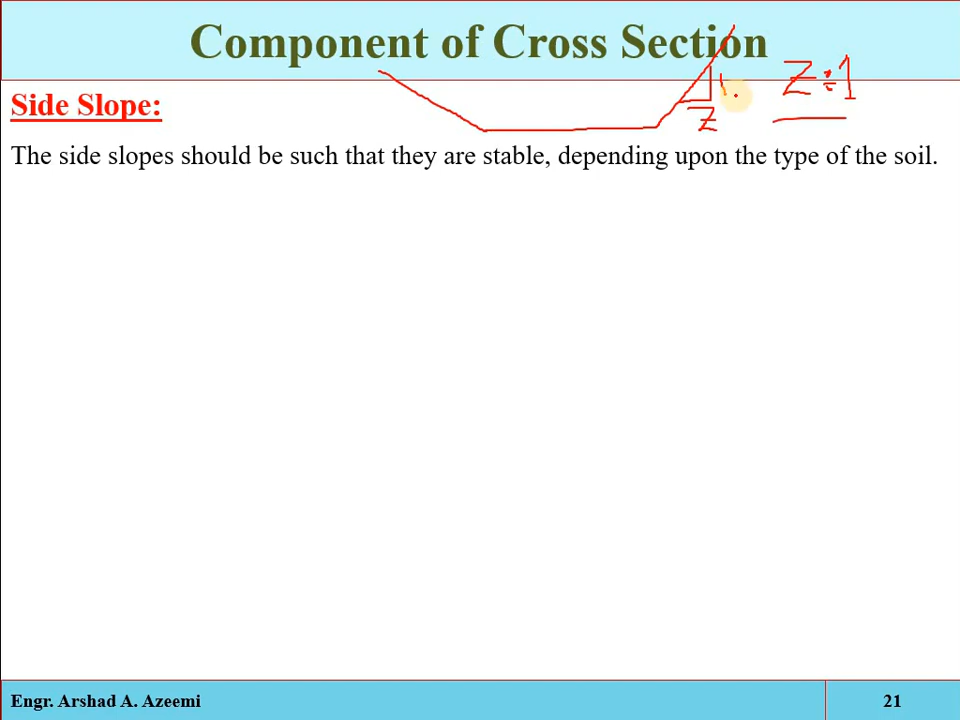 Component of Cross Section
Side Slope:
1
Z
Z:1
The side slopes should be such that they are stable, depending upon the type of the soil.
Engr. Arshad A. Azeemi
21